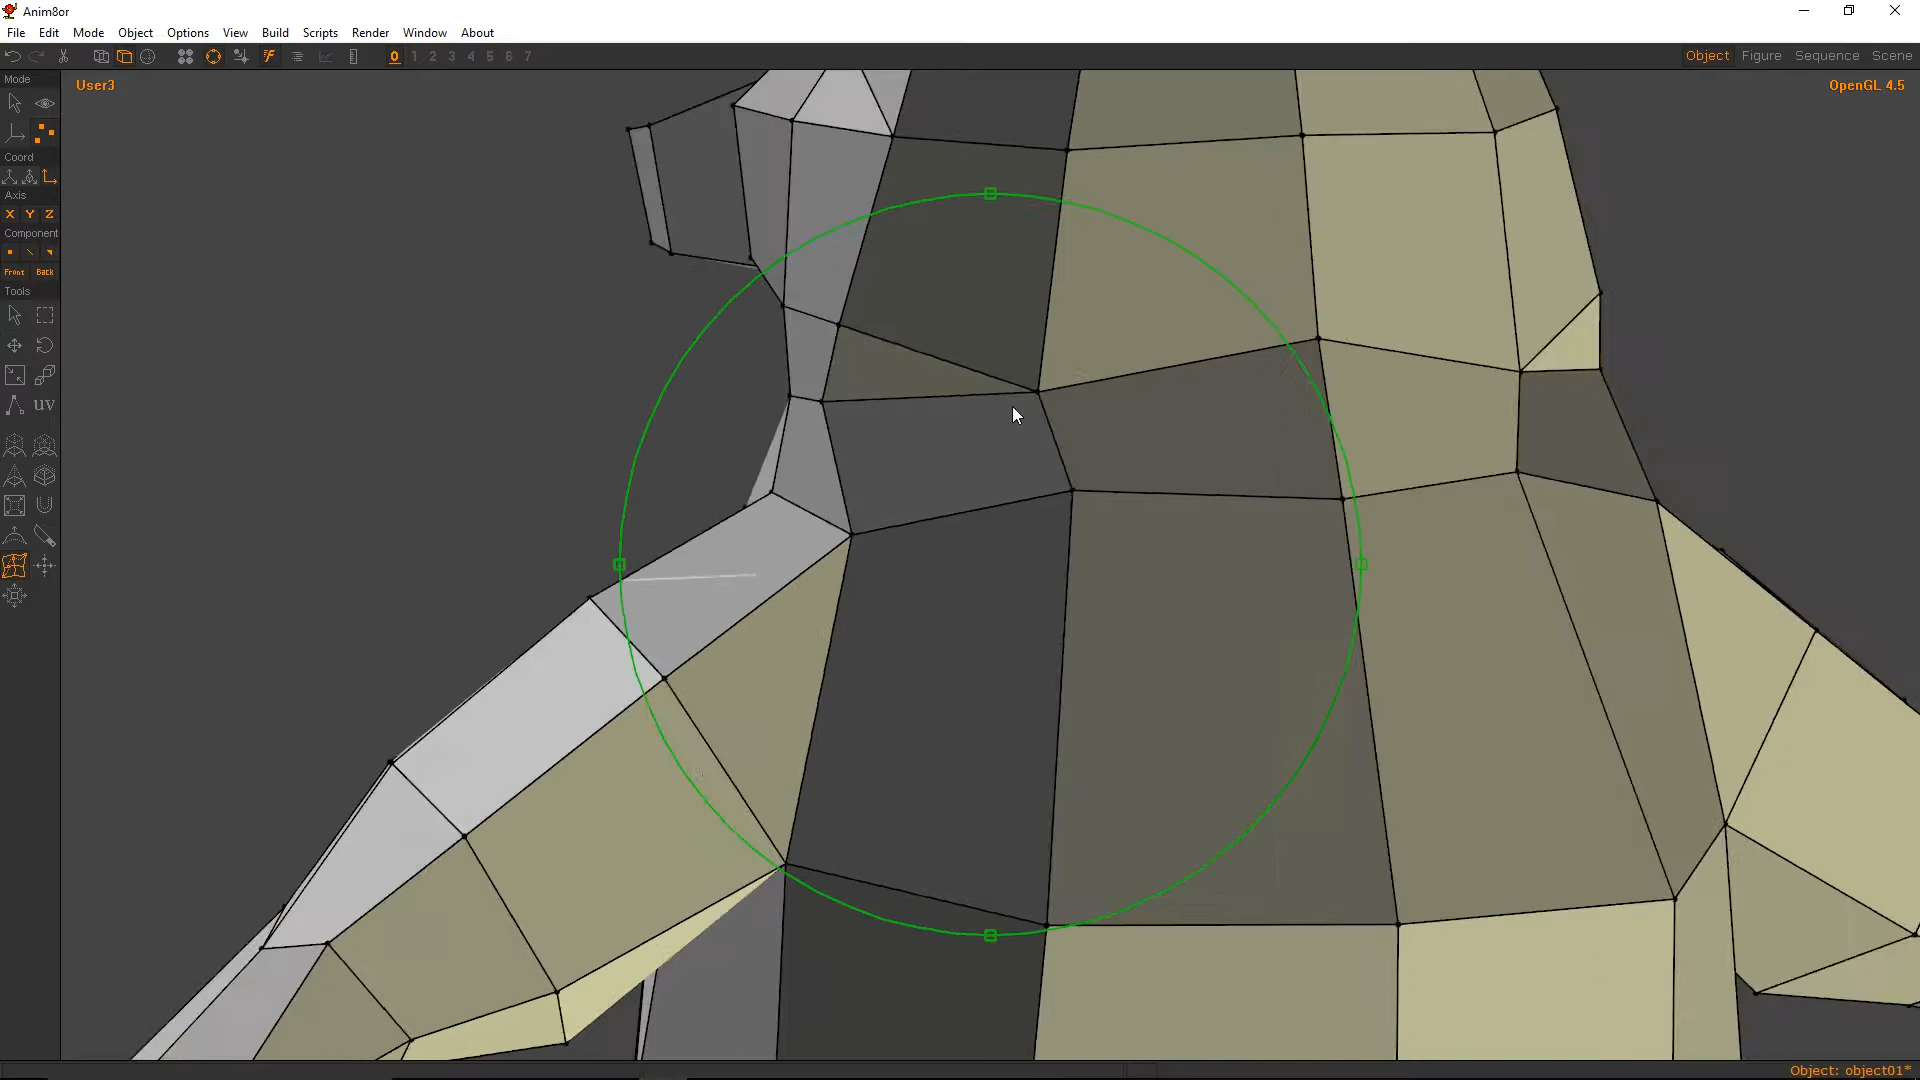 Anim8or
File Edit Mode Object Options View Build Scripts Render Window About
0 1 2 3 4 5 6 7 Object Figure Sequence Scene
Mode
User3 OpenGL 4.5
Coord
Axis
X Y Z
Component
Front Back
Tools
UV
Object: object01*